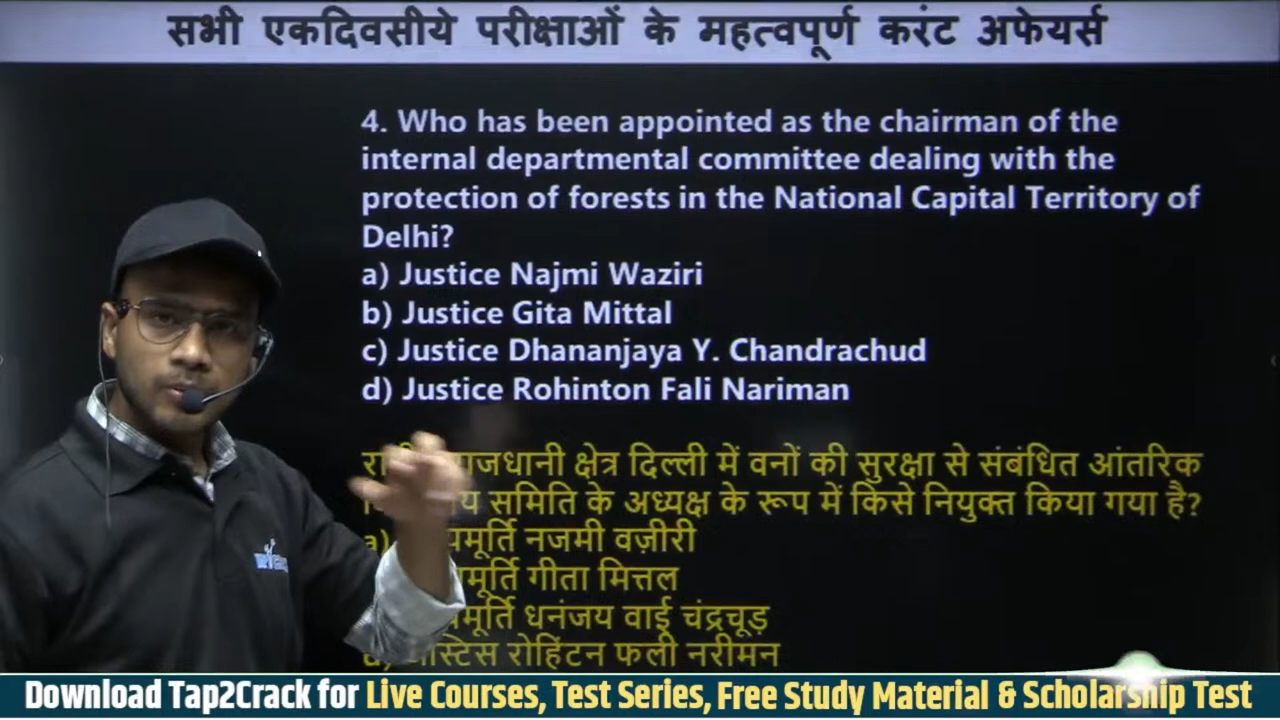 सभी एकदिवसीये परीक्षाओं के महत्वपूर्ण करंट अफेयर्स
4. Who has been appointed as the chairman of the
internal departmental committee dealing with the
protection of forests in the National Capital Territory of
Delhi?
a) Justice Najmi Waziri
b) Justice Gita Mittal
c) Justice Dhananjaya Y. Chandrachud
d) Justice Rohinton Fali Nariman
क्षेत्र दिल्ली में वनों की सुरक्षा से संबंधित आंतरिक
समिति के अध्यक्ष के रूप में किसे नियुक्त किया गया है?
a) नजमी वज़ीरी
गीता मित्तल
धनंजय वाई चंद्रचूड़
रोहिंटन फली नरीमन
Download Tap2Crack for Live Courses, Test Series, Free Study Material & Scholarship Test